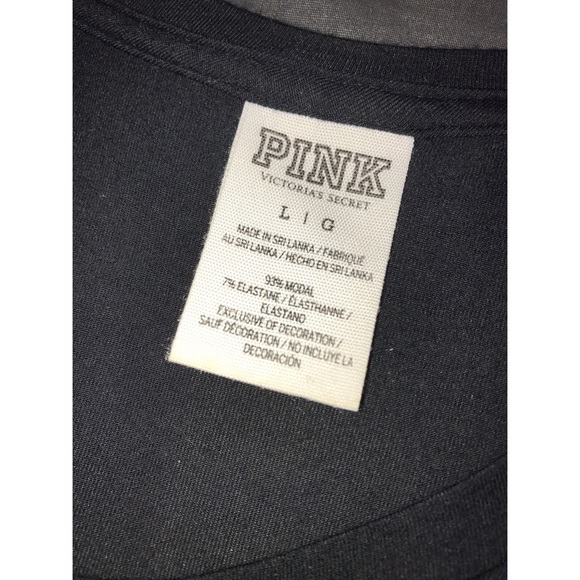 PINK
VICTORIA'S SECRET
L | G
MADE IN SRI LANKA / FABRIQUÉ
AU SRI LANKA / HECHO EN SRI LANKA
93% MODAL
7% ELASTANE / ÉLASTHANNE /
ELASTANO
EXCLUSIVE OF DECORATION /
SAUF DÉCORATION / NO INCLUYE LA
DECORACIÓN